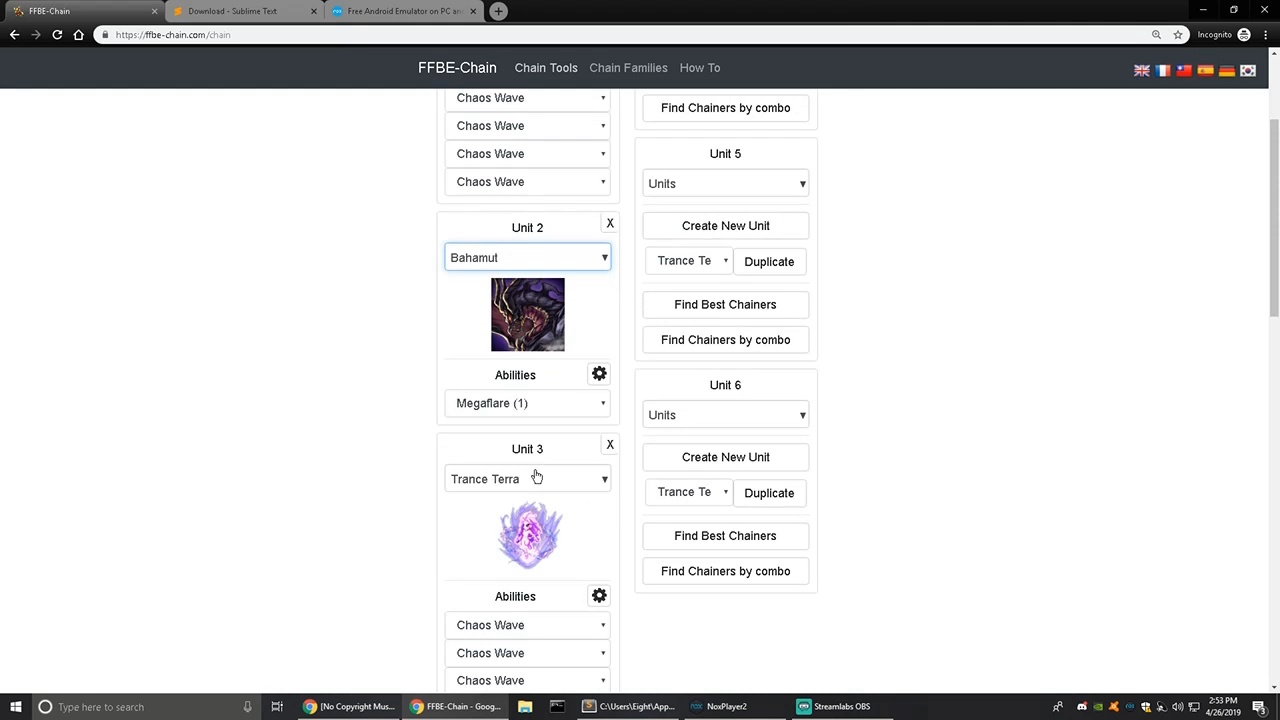 FFBE-Chain
Download - Sublime Text
Free Android Emulator on PC and
https://ffbe-chain.com/chain
Incognito
FFBE-Chain
Chain Tools
Chain Families
How To
Chaos Wave
Chaos Wave
Chaos Wave
Chaos Wave
Unit 2
X
Bahamut
Abilities
Megaflare (1)
Unit 3
X
Trance Terra
Abilities
Chaos Wave
Chaos Wave
Chaos Wave
Find Chainers by combo
Unit 5
Units
Create New Unit
Trance Te
Duplicate
Find Best Chainers
Find Chainers by combo
Unit 6
Units
Create New Unit
Trance Te
Duplicate
Find Best Chainers
Find Chainers by combo
Type here to search
[No Copyright Mus...
FFBE-Chain - Goog...
C:\Users\Eight\App...
NoxPlayer2
Streamlabs OBS
2:53 PM
4/26/2019
3